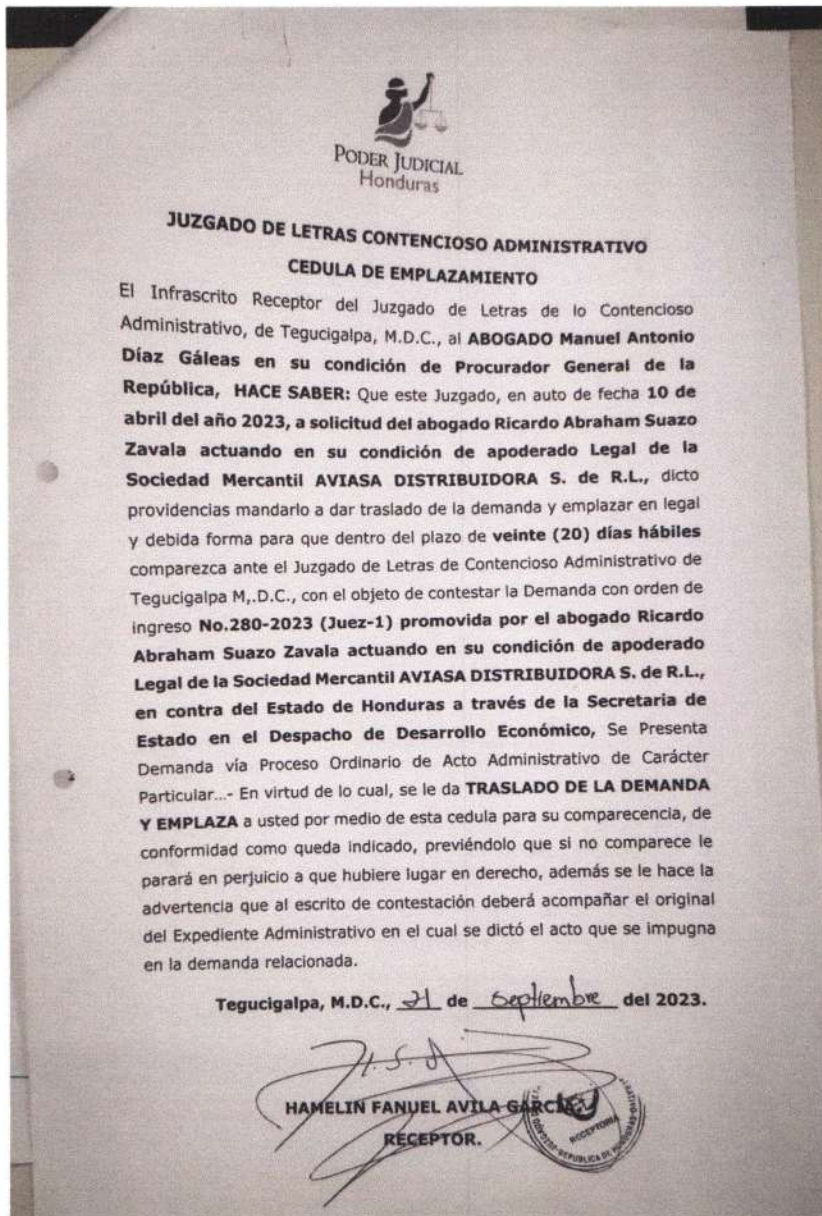 PODER JUDICIAL
Honduras
JUZGADO DE LETRAS CONTENCIOSO ADMINISTRATIVO
CEDULA DE EMPLAZAMIENTO
El Infrascrito Receptor del Juzgado de Letras de lo Contencioso
Administrativo, de Tegucigalpa, M.D.C., al ABOGADO Manuel Antonio
Díaz Gáleas en su condición de Procurador General de la
República, HACE SABER: Que este Juzgado, en auto de fecha 10 de
abril del año 2023, a solicitud del abogado Ricardo Abraham Suazo
Zavala actuando en su condición de apoderado Legal de la
Sociedad Mercantil AVIASA DISTRIBUIDORA S. de R.L., dicto
providencias mandarlo a dar traslado de la demanda y emplazar en legal
y debida forma para que dentro del plazo de veinte (20) días hábiles
comparezca ante el Juzgado de Letras de Contencioso Administrativo de
Tegucigalpa M,.D.C., con el objeto de contestar la Demanda con orden de
ingreso No.280-2023 (Juez-1) promovida por el abogado Ricardo
Abraham Suazo Zavala actuando en su condición de apoderado
Legal de la Sociedad Mercantil AVIASA DISTRIBUIDORA S. de R.L.,
en contra del Estado de Honduras a través de la Secretaria de
Estado en el Despacho de Desarrollo Económico, Se Presenta
Demanda vía Proceso Ordinario de Acto Administrativo de Carácter
Particular...- En virtud de lo cual, se le da TRASLADO DE LA DEMANDA
Y EMPLAZA a usted por medio de esta cedula para su comparecencia, de
conformidad como queda indicado, previéndolo que si no comparece le
parará en perjuicio a que hubiere lugar en derecho, además se le hace la
advertencia que al escrito de contestación deberá acompañar el original
del Expediente Administrativo en el cual se dictó el acto que se impugna
en la demanda relacionada.
Tegucigalpa, M.D.C., 21 de septiembre del 2023.
HAMELIN FANUEL AVILA GARCIA
RECEPTOR.
RECEPTORIA
REPUBLICA DE HONDURAS